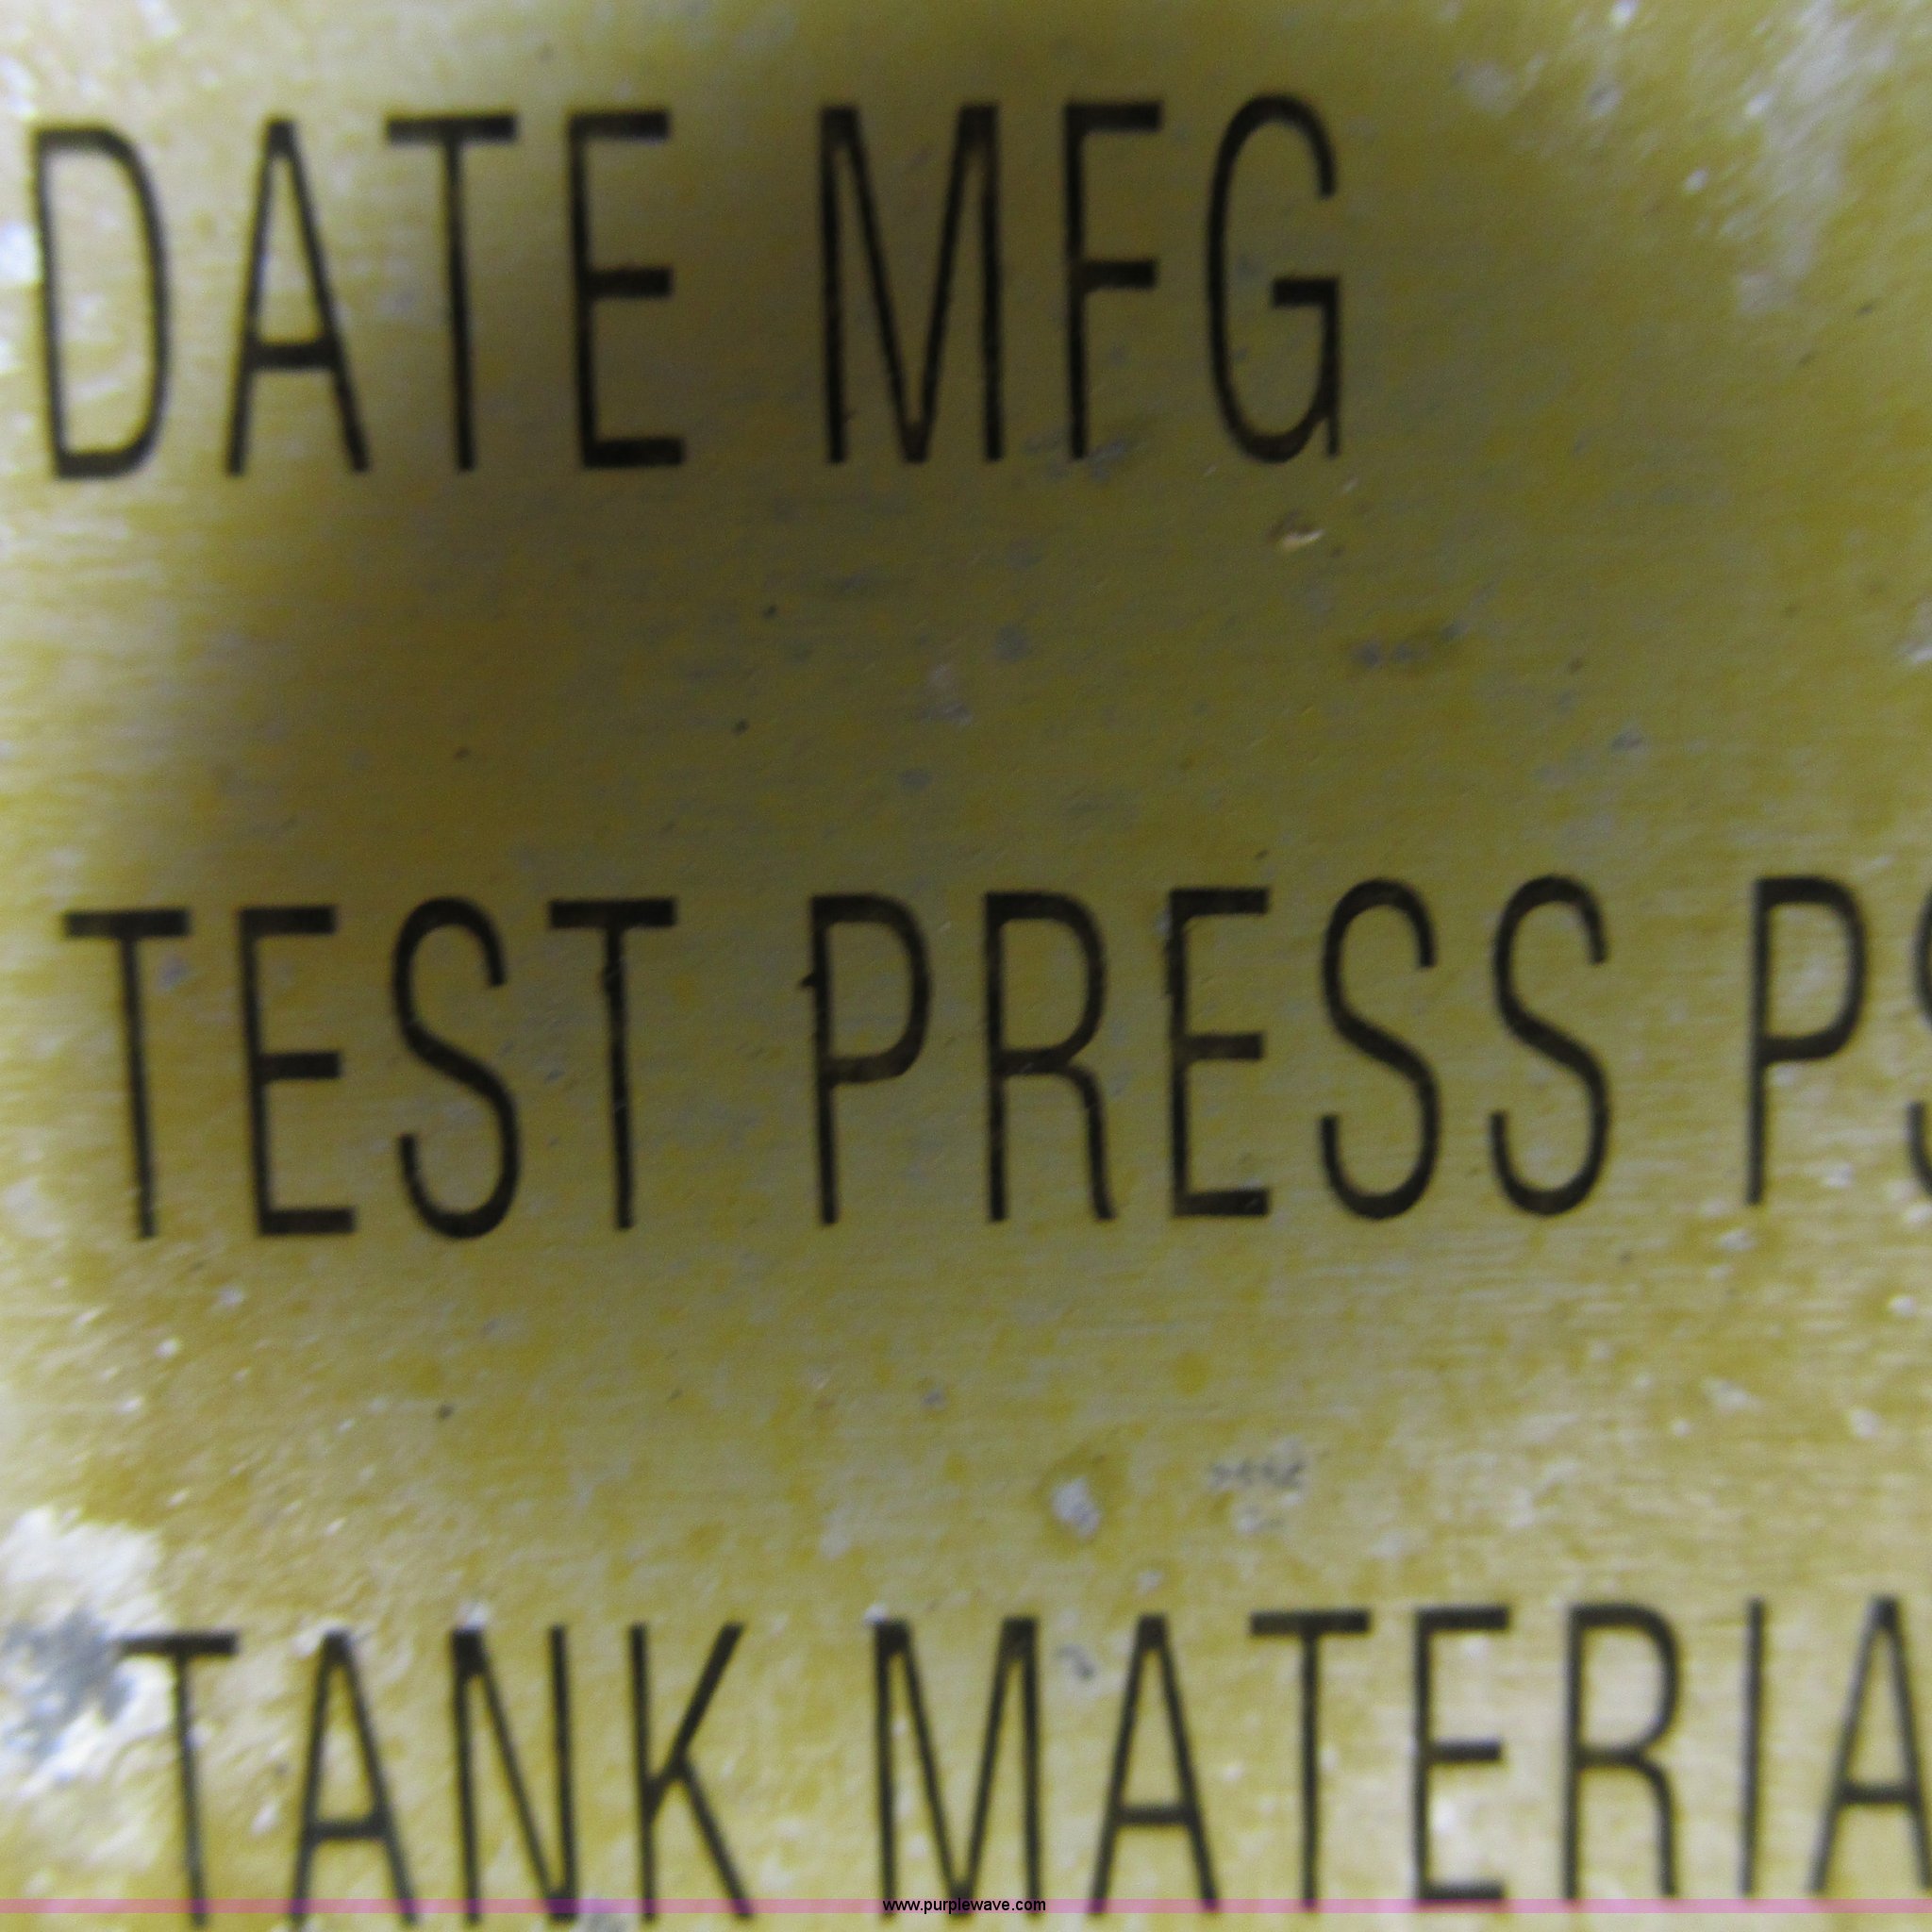 DATE MFG
TEST PRESS PS
TANK MATERIA
www.purplewave.com